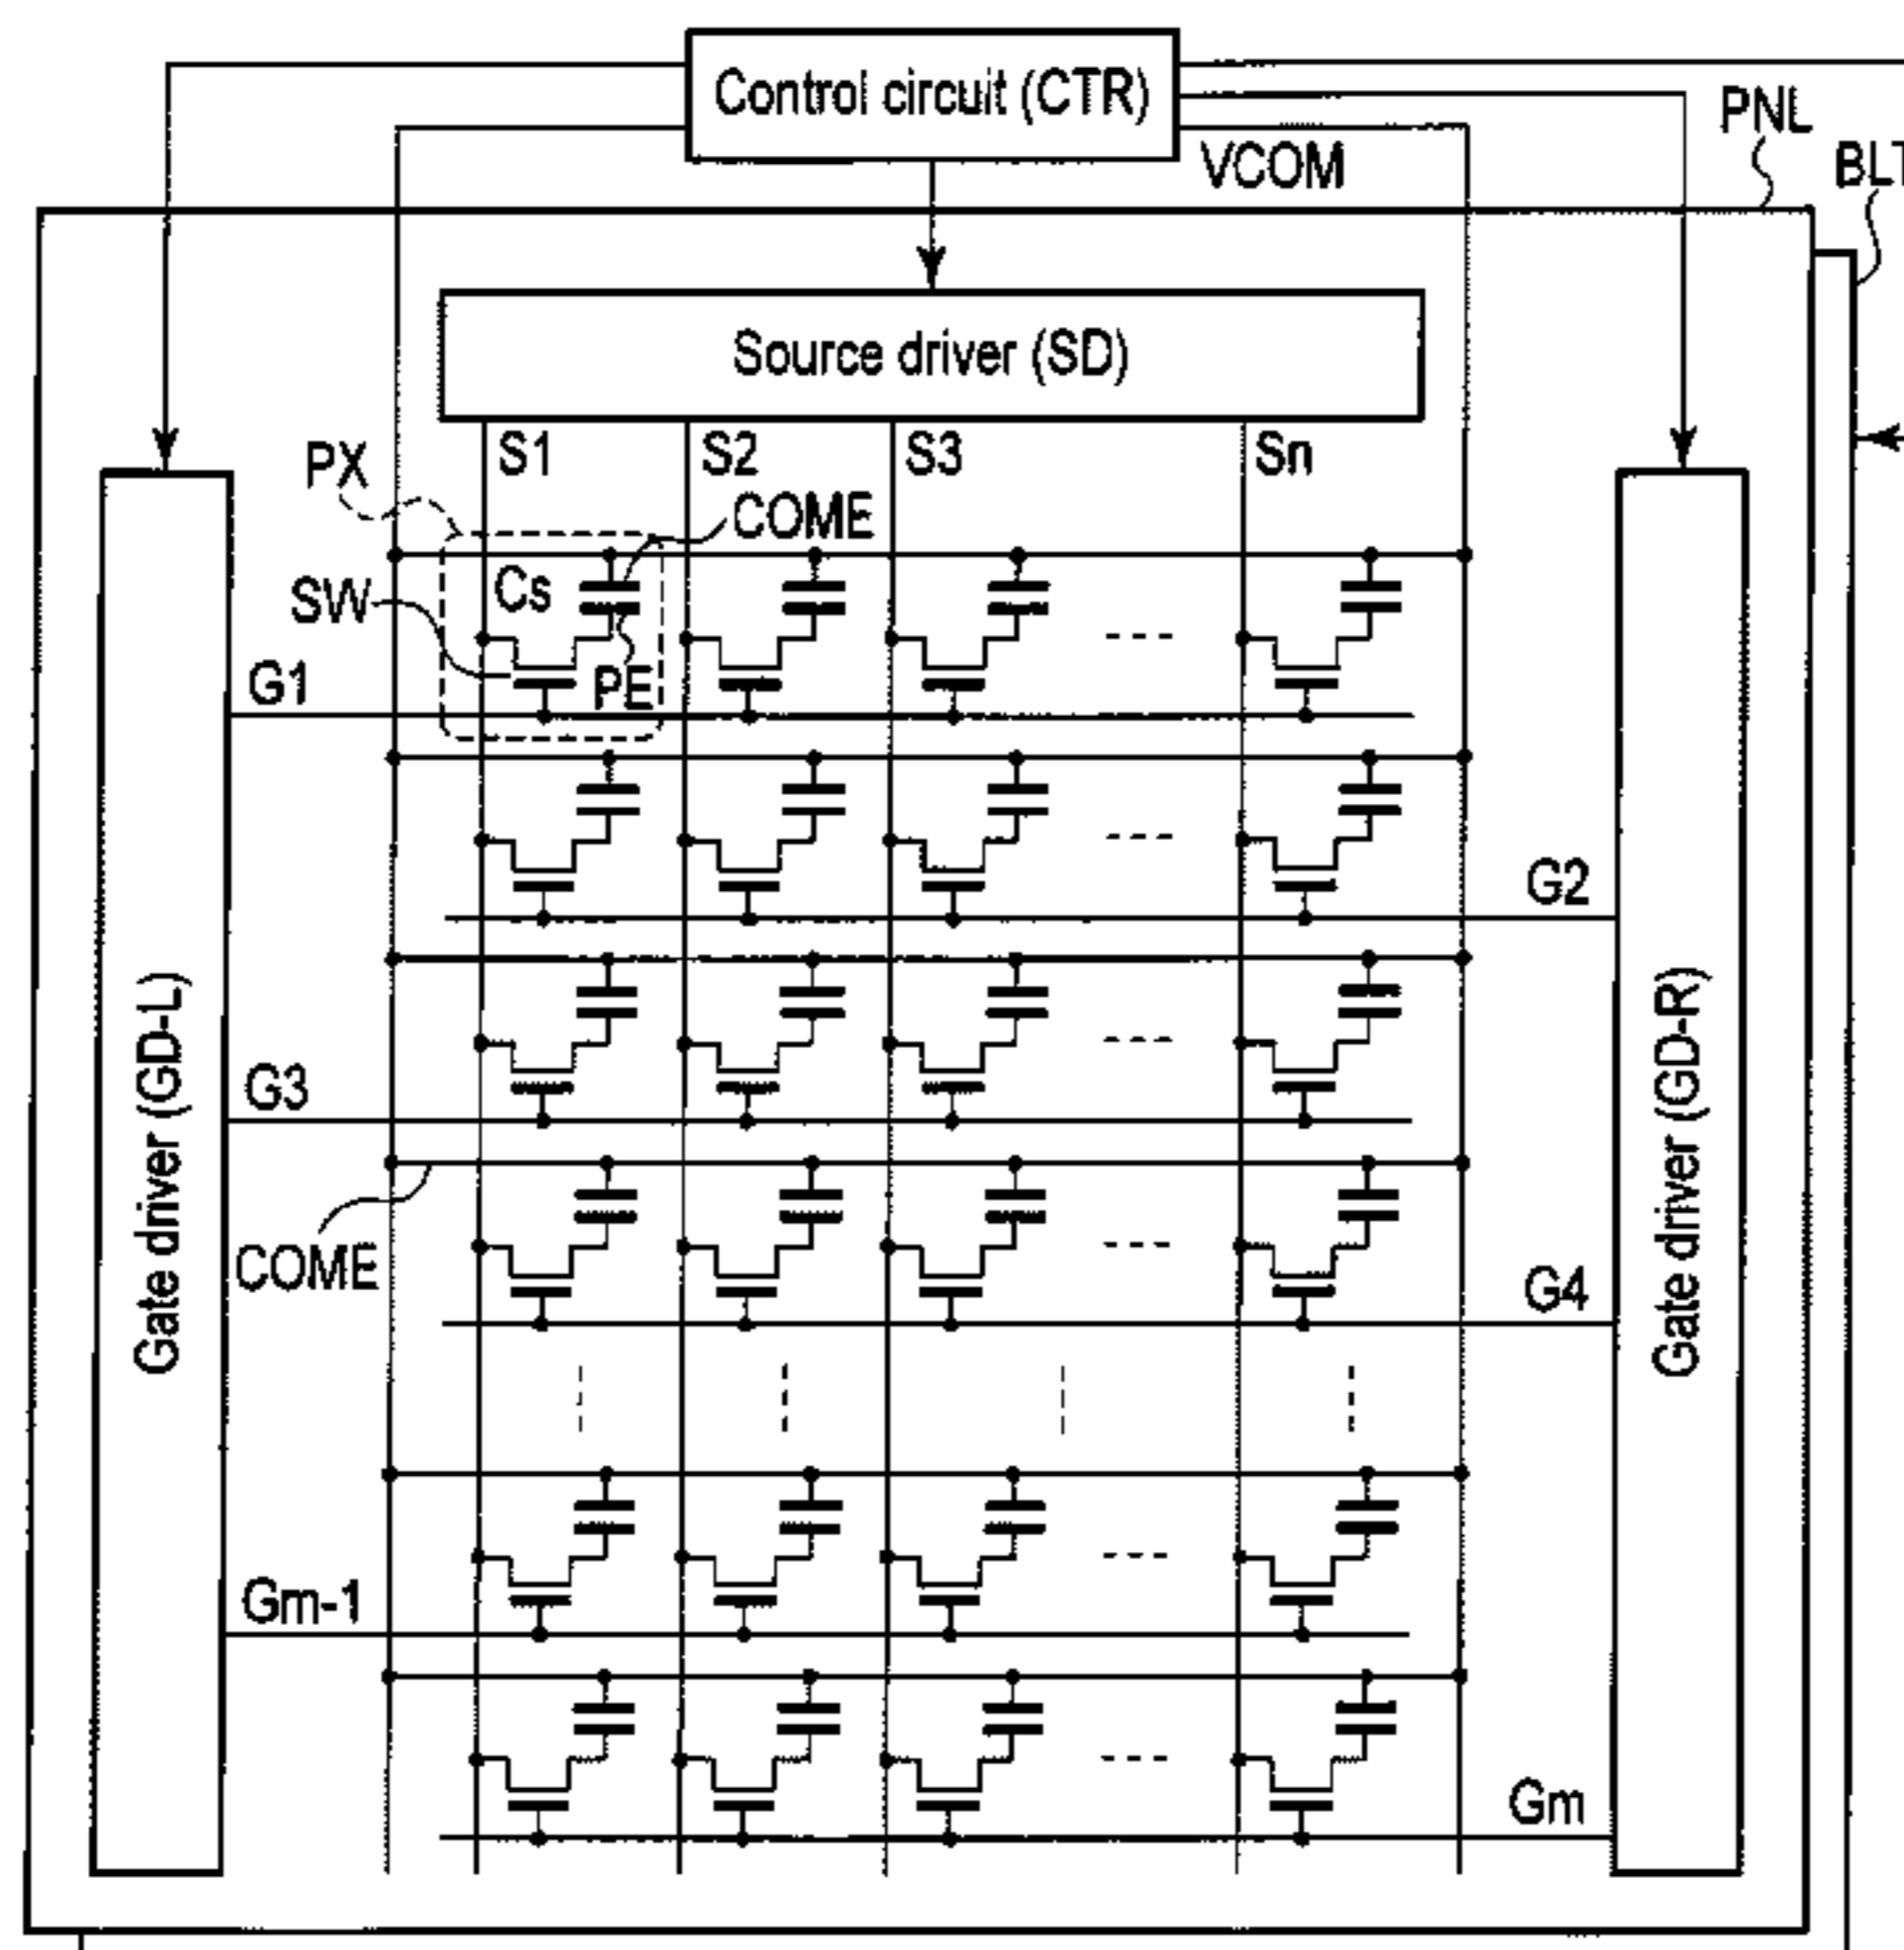 Control circuit (CTR)
PNL
VCOM
BLT
Source driver (SD)
S1
S2
S3
Sn
PX
COME
Cs
SW
PE
G1
G2
Gate driver (GD-L)
Gate driver (GD-R)
G3
COME
G4
Gm-1
Gm